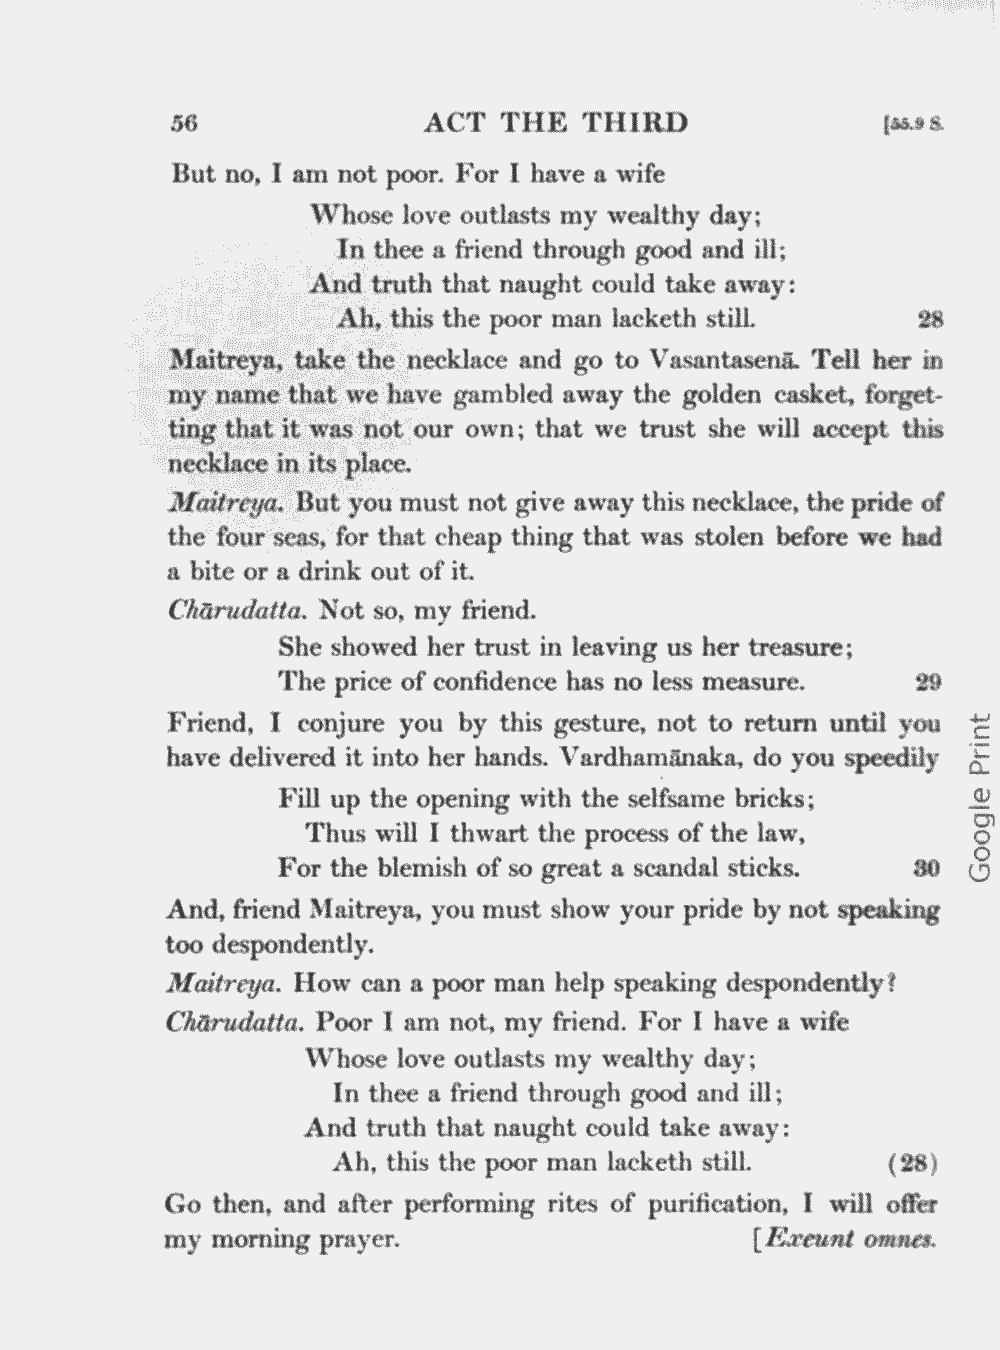 56 ACT THE THIRD [55.9 S.
But no, I am not poor. For I have a wife
Whose love outlasts my wealthy day;
In thee a friend through good and ill;
And truth that naught could take away:
Ah, this the poor man lacketh still. 28
Maitreya, take the necklace and go to Vasantasenā. Tell her in
my name that we have gambled away the golden casket, forget-
ting that it was not our own; that we trust she will accept this
necklace in its place.
Maitreya. But you must not give away this necklace, the pride of
the four seas, for that cheap thing that was stolen before we had
a bite or a drink out of it.
Chārudatta. Not so, my friend.
She showed her trust in leaving us her treasure;
The price of confidence has no less measure. 29
Friend, I conjure you by this gesture, not to return until you
have delivered it into her hands. Vardhamānaka, do you speedily
Fill up the opening with the selfsame bricks;
Thus will I thwart the process of the law,
For the blemish of so great a scandal sticks. 30
And, friend Maitreya, you must show your pride by not speaking
too despondently.
Maitreya. How can a poor man help speaking despondently?
Chārudatta. Poor I am not, my friend. For I have a wife
Whose love outlasts my wealthy day;
In thee a friend through good and ill;
And truth that naught could take away:
Ah, this the poor man lacketh still. (28)
Go then, and after performing rites of purification, I will offer
my morning prayer. [Exeunt omnes.
Google Print